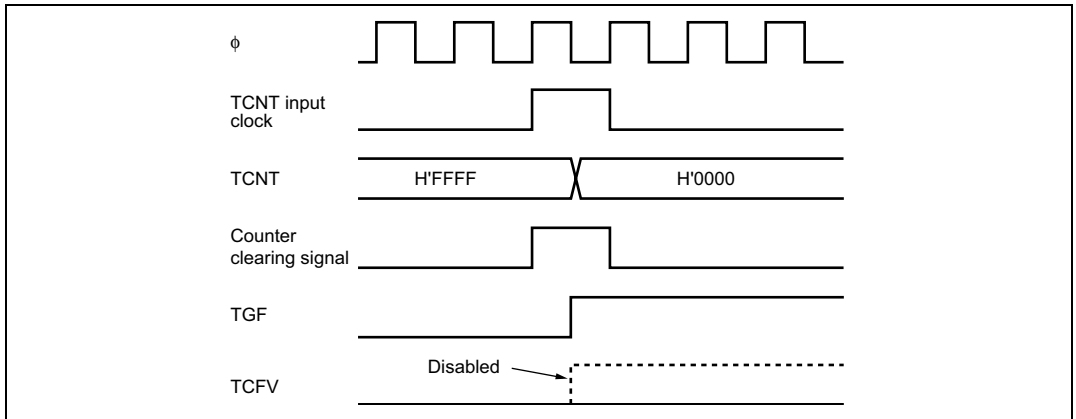 ϕ
TCNT input
clock
TCNT
H'FFFF
H'0000
Counter
clearing signal
TGF
Disabled
TCFV